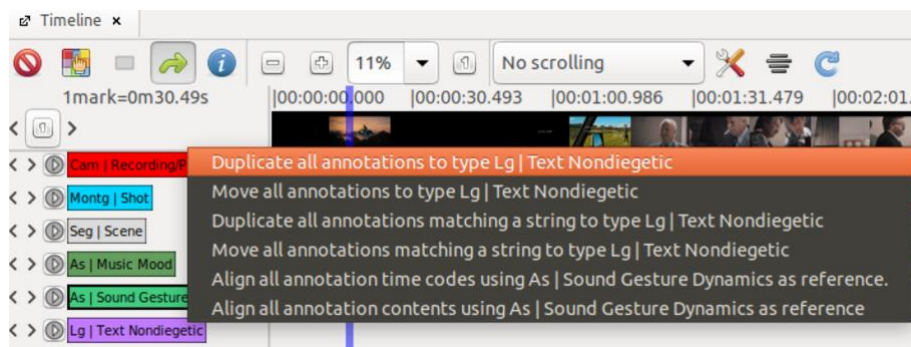 Timeline ×
11% No scrolling
1mark=0m30.49s |00:00:00.000 |00:00:30.493 |00:01:00.986 |00:01:31.479 |00:02:01.
Cam | Recording/P
Duplicate all annotations to type Lg | Text Nondiegetic
Move all annotations to type Lg | Text Nondiegetic
Montg | Shot
Duplicate all annotations matching a string to type Lg | Text Nondiegetic
Seg | Scene
Move all annotations matching a string to type Lg | Text Nondiegetic
As | Music Mood
Align all annotation time codes using As | Sound Gesture Dynamics as reference.
As | Sound Gesture
Align all annotation contents using As | Sound Gesture Dynamics as reference
Lg | Text Nondiegetic